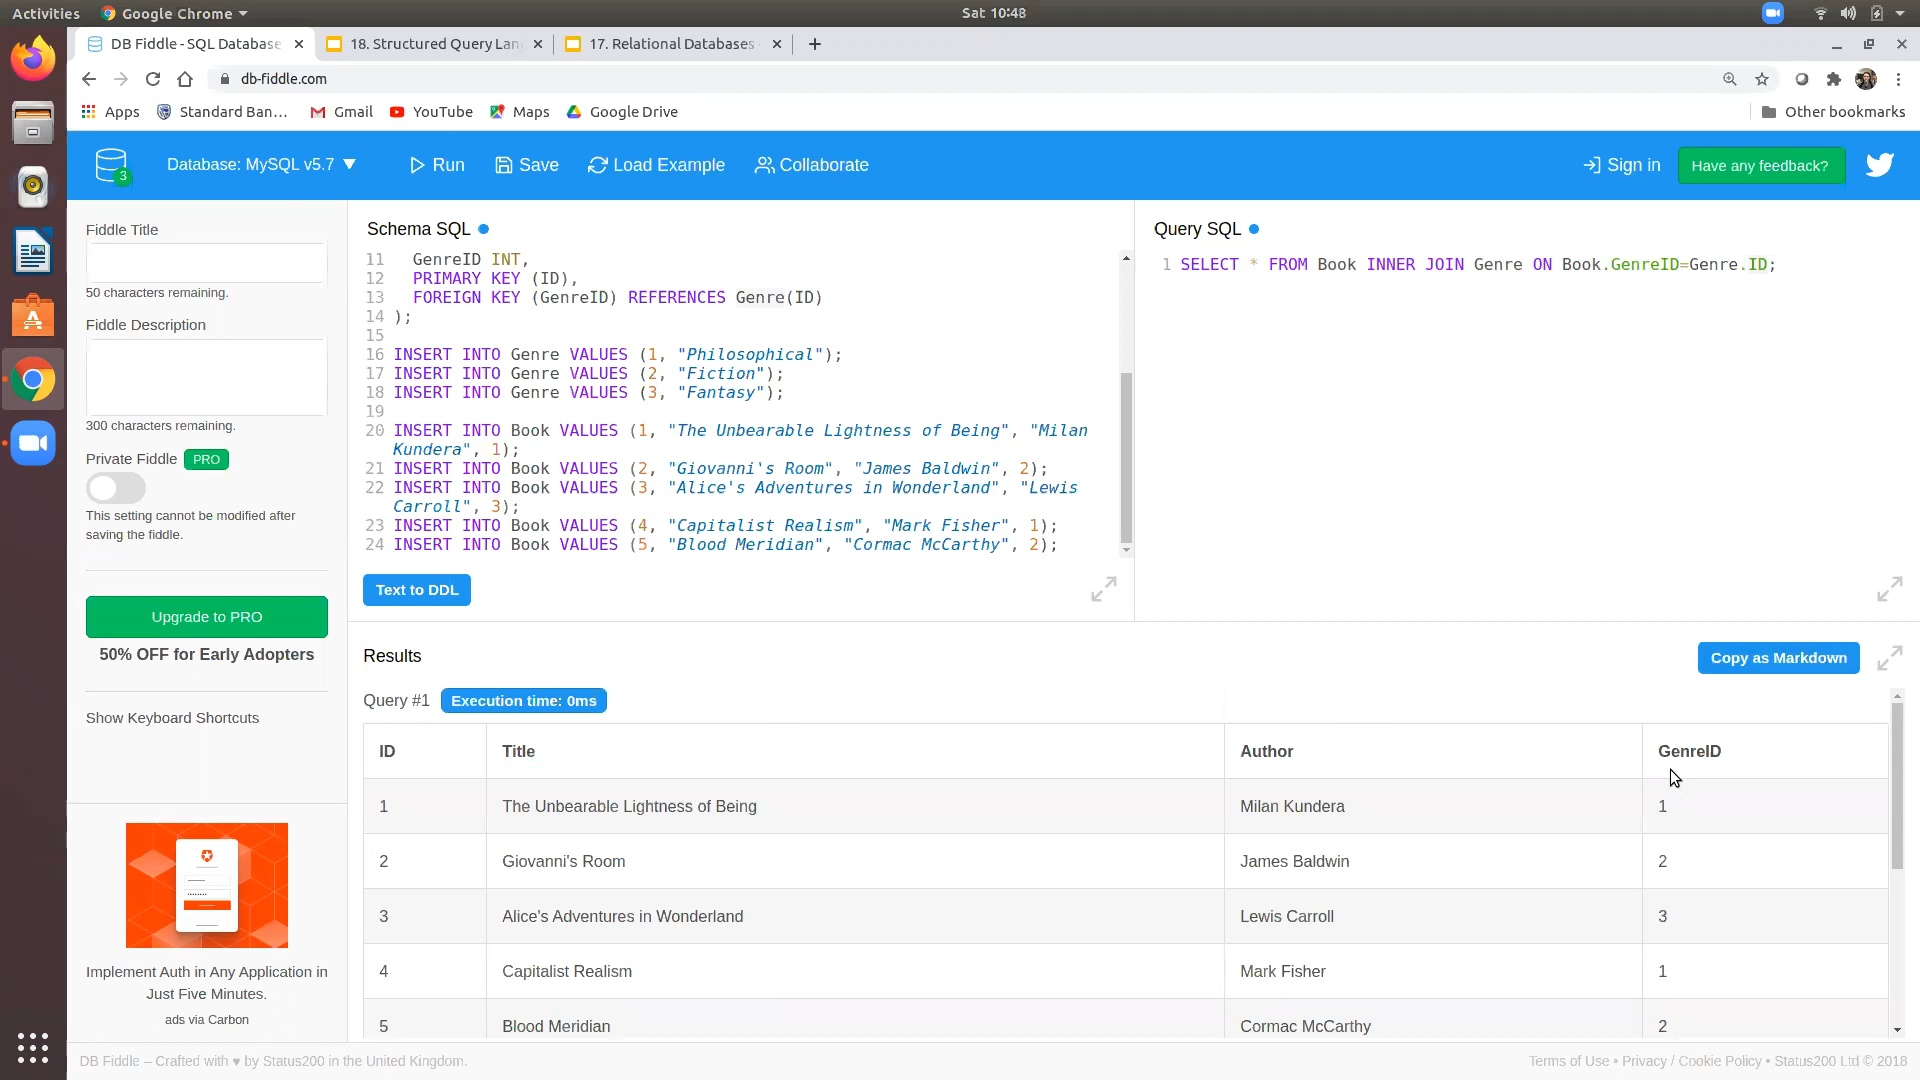 Activities
Google Chrome
Sat 10:48
DB Fiddle - SQL Database
18. Structured Query Lan
17. Relational Databases
db-fiddle.com
Apps
Standard Ban...
Gmail
YouTube
Maps
Google Drive
Other bookmarks
3
Database: MySQL v5.7
Run
Save
Load Example
Collaborate
Sign in
Have any feedback?
Fiddle Title
50 characters remaining.
Fiddle Description
300 characters remaining.
Private Fiddle PRO
This setting cannot be modified after
saving the fiddle.
Upgrade to PRO
50% OFF for Early Adopters
Show Keyboard Shortcuts
Implement Auth in Any Application in
Just Five Minutes.
ads via Carbon
Schema SQL
11 GenreID INT,
12 PRIMARY KEY (ID),
13 FOREIGN KEY (GenreID) REFERENCES Genre(ID)
14 );
15
16 INSERT INTO Genre VALUES (1, "Philosophical");
17 INSERT INTO Genre VALUES (2, "Fiction");
18 INSERT INTO Genre VALUES (3, "Fantasy");
19
20 INSERT INTO Book VALUES (1, "The Unbearable Lightness of Being", "Milan
Kundera", 1);
21 INSERT INTO Book VALUES (2, "Giovanni's Room", "James Baldwin", 2);
22 INSERT INTO Book VALUES (3, "Alice's Adventures in Wonderland", "Lewis
Carroll", 3);
23 INSERT INTO Book VALUES (4, "Capitalist Realism", "Mark Fisher", 1);
24 INSERT INTO Book VALUES (5, "Blood Meridian", "Cormac McCarthy", 2);
Text to DDL
Query SQL
1 SELECT * FROM Book INNER JOIN Genre ON Book.GenreID=Genre.ID;
Results
Copy as Markdown
Query #1 Execution time: 0ms
ID Title Author GenreID
1 The Unbearable Lightness of Being Milan Kundera 1
2 Giovanni's Room James Baldwin 2
3 Alice's Adventures in Wonderland Lewis Carroll 3
4 Capitalist Realism Mark Fisher 1
5 Blood Meridian Cormac McCarthy 2
DB Fiddle – Crafted with ♥ by Status200 in the United Kingdom.
Terms of Use • Privacy / Cookie Policy • Status200 Ltd © 2018